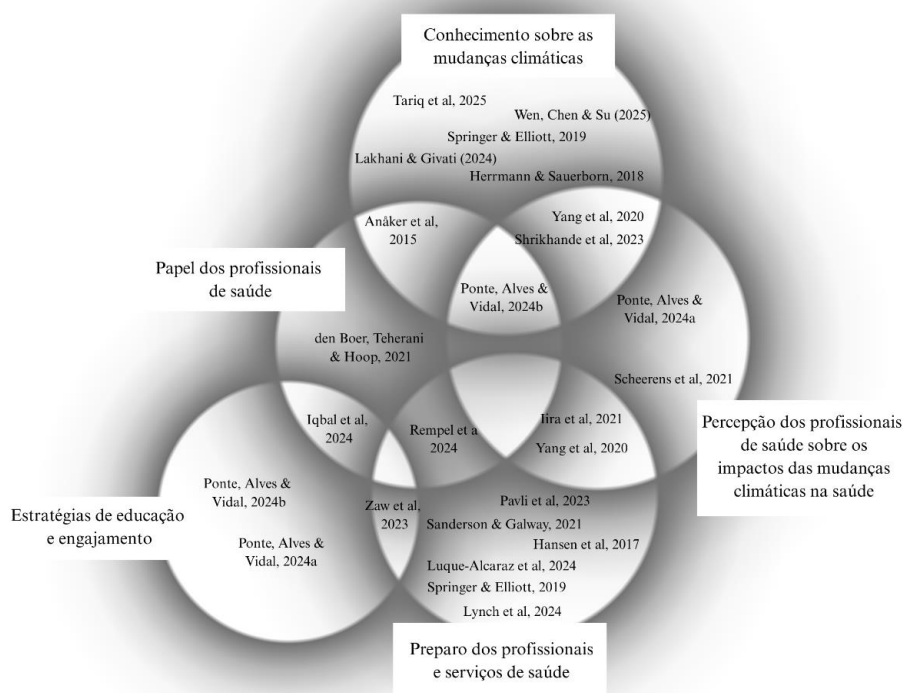 Conhecimento sobre as
mudanças climáticas
Tariq et al, 2025
Wen, Chen & Su (2025)
Springer & Elliott, 2019
Lakhani & Givati (2024)
Herrmann & Sauerborn, 2018
Anåker et al,
2015
Yang et al, 2020
Shrikhande et al, 2023
Papel dos profissionais
de saúde
Ponte, Alves &
Vidal, 2024b
Ponte, Alves &
Vidal, 2024a
den Boer, Teherani
& Hoop, 2021
Scheerens et al, 2021
Iqbal et al,
2024
Rempel et a
2024
Iira et al, 2021
Yang et al, 2020
Percepção dos profissionais
de saúde sobre os
impactos das mudanças
climáticas na saúde
Estratégias de educação
e engajamento
Ponte, Alves &
Vidal, 2024b
Ponte, Alves &
Vidal, 2024a
Zaw et al,
2023
Pavli et al, 2023
Sanderson & Galway, 2021
Hansen et al, 2017
Luque-Alcaraz et al, 2024
Springer & Elliott, 2019
Lynch et al, 2024
Preparo dos profissionais
e serviços de saúde